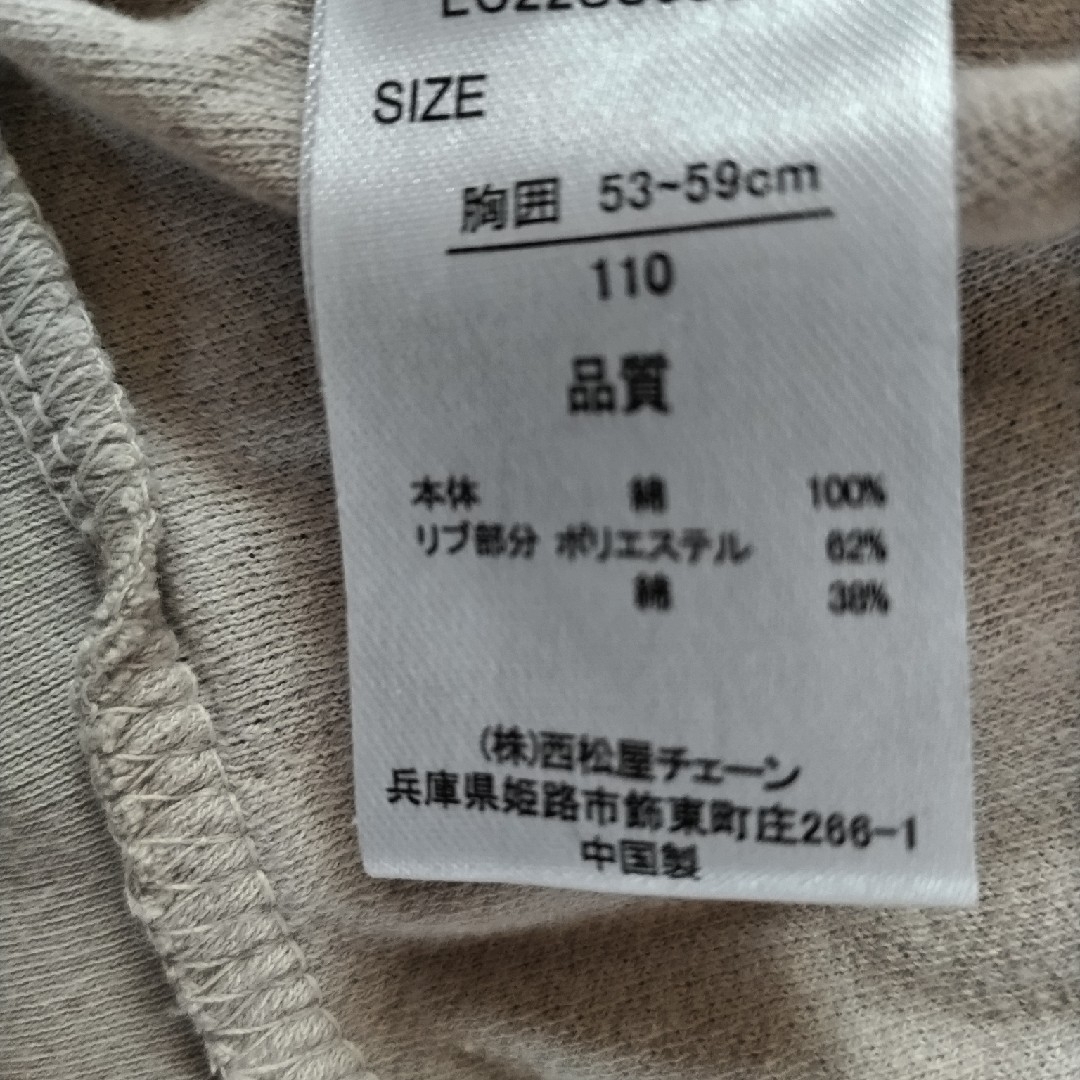 SIZE
胸囲 53~59cm
110
品質
本体 綿 100%
リブ部分 ポリエステル 62%
綿 38%
(株)西松屋チェーン
兵庫県姫路市飾東町庄266-1
中国製